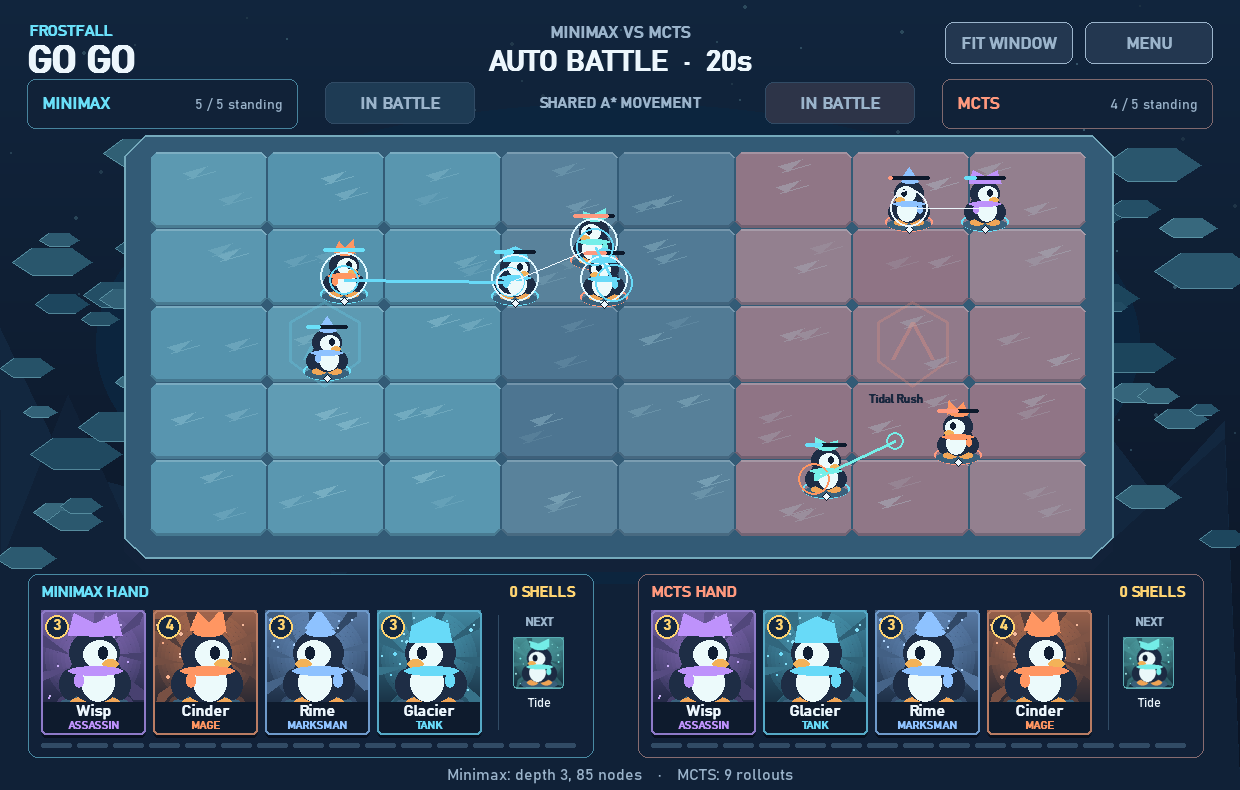 FROSTFALL
GO GO
MINIMAX VS MCTS
AUTO BATTLE · 20s
FIT WINDOW
MENU
MINIMAX
5 / 5 standing
IN BATTLE
SHARED A* MOVEMENT
IN BATTLE
MCTS
4 / 5 standing
Tidal Rush
MINIMAX HAND
0 SHELLS
3
Wisp
ASSASSIN
4
Cinder
MAGE
3
Rime
MARKSMAN
3
Glacier
TANK
NEXT
Tide
MCTS HAND
0 SHELLS
3
Wisp
ASSASSIN
3
Glacier
TANK
3
Rime
MARKSMAN
4
Cinder
MAGE
NEXT
Tide
Minimax: depth 3, 85 nodes · MCTS: 9 rollouts